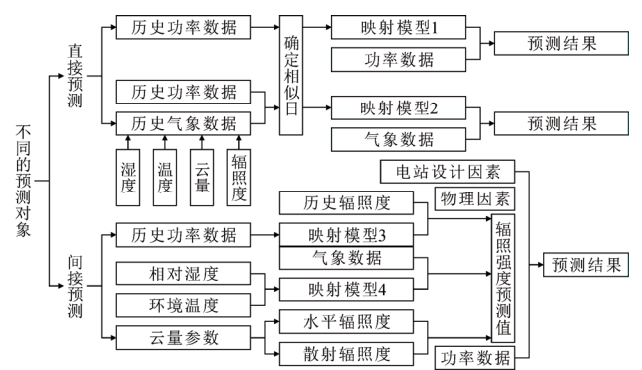 不同的预测对象
直接预测
历史功率数据
历史功率数据
历史气象数据
湿度
温度
云量
辐照度
确定相似日
映射模型1
功率数据
预测结果
映射模型2
气象数据
预测结果
间接预测
历史功率数据
相对湿度
环境温度
云量参数
历史辐照度
映射模型3
气象数据
映射模型4
水平辐照度
散射辐照度
电站设计因素
物理因素
辐照强度预测值
功率数据
预测结果